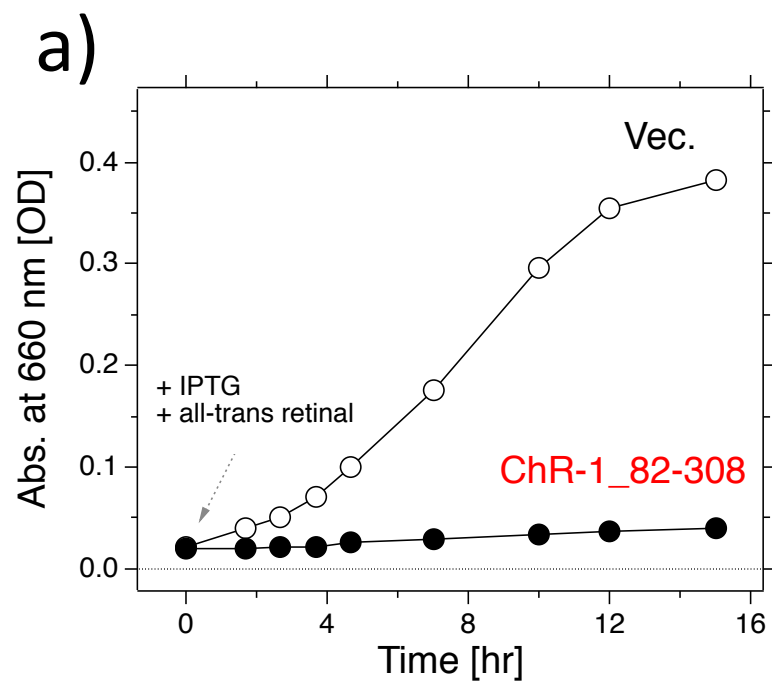 a)
Vec.
0.4
0.3
0.2
0.1
0.0
Abs. at 660 nm [OD]
+ IPTG
+ all-trans retinal
ChR-1_82-308
0 4 8 12 16
Time [hr]